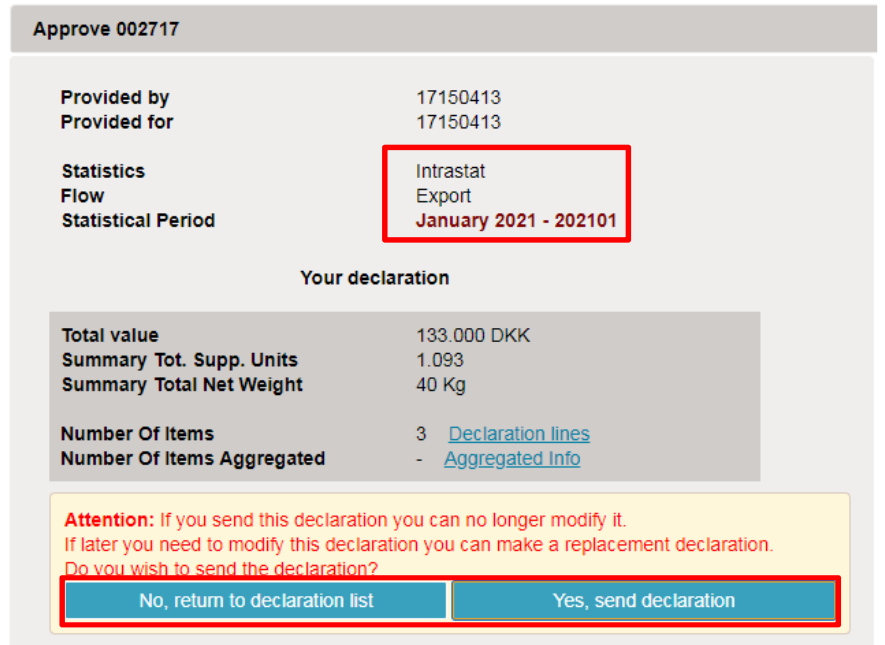 Approve 002717
Provided by 17150413
Provided for 17150413
Statistics Intrastat
Flow Export
Statistical Period January 2021 - 202101
Your declaration
Total value 133.000 DKK
Summary Tot. Supp. Units 1.093
Summary Total Net Weight 40 Kg
Number Of Items 3 Declaration lines
Number Of Items Aggregated - Aggregated Info
Attention: If you send this declaration you can no longer modify it.
If later you need to modify this declaration you can make a replacement declaration.
Do you wish to send the declaration?
No, return to declaration list Yes, send declaration